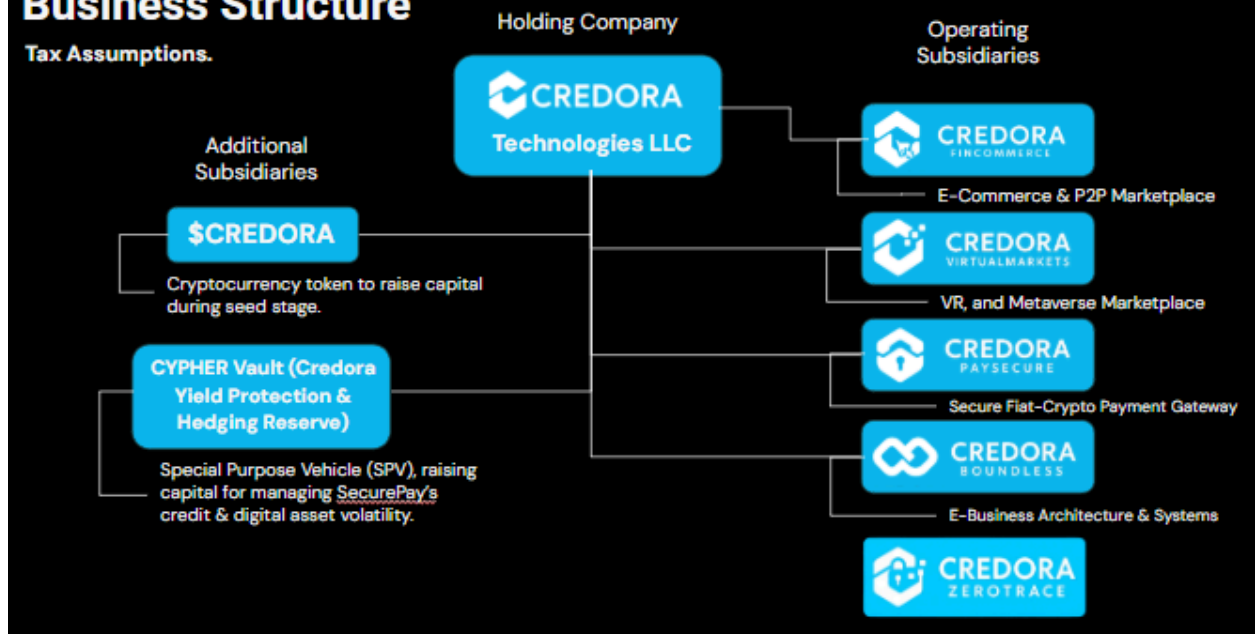 Business Structure
Tax Assumptions.
Holding Company
CREDORA
Technologies LLC
Additional
Subsidiaries
$CREDORA
Cryptocurrency token to raise capital
during seed stage.
CYPHER Vault (Credora
Yield Protection &
Hedging Reserve)
Special Purpose Vehicle (SPV), raising
capital for managing SecurePay's
credit & digital asset volatility.
Operating
Subsidiaries
CREDORA
FINCOMMERCE
E-Commerce & P2P Marketplace
CREDORA
VIRTUALMARKETS
VR, and Metaverse Marketplace
CREDORA
PAYSECURE
Secure Fiat-Crypto Payment Gateway
CREDORA
BOUNDLESS
E-Business Architecture & Systems
CREDORA
ZEROTRACE